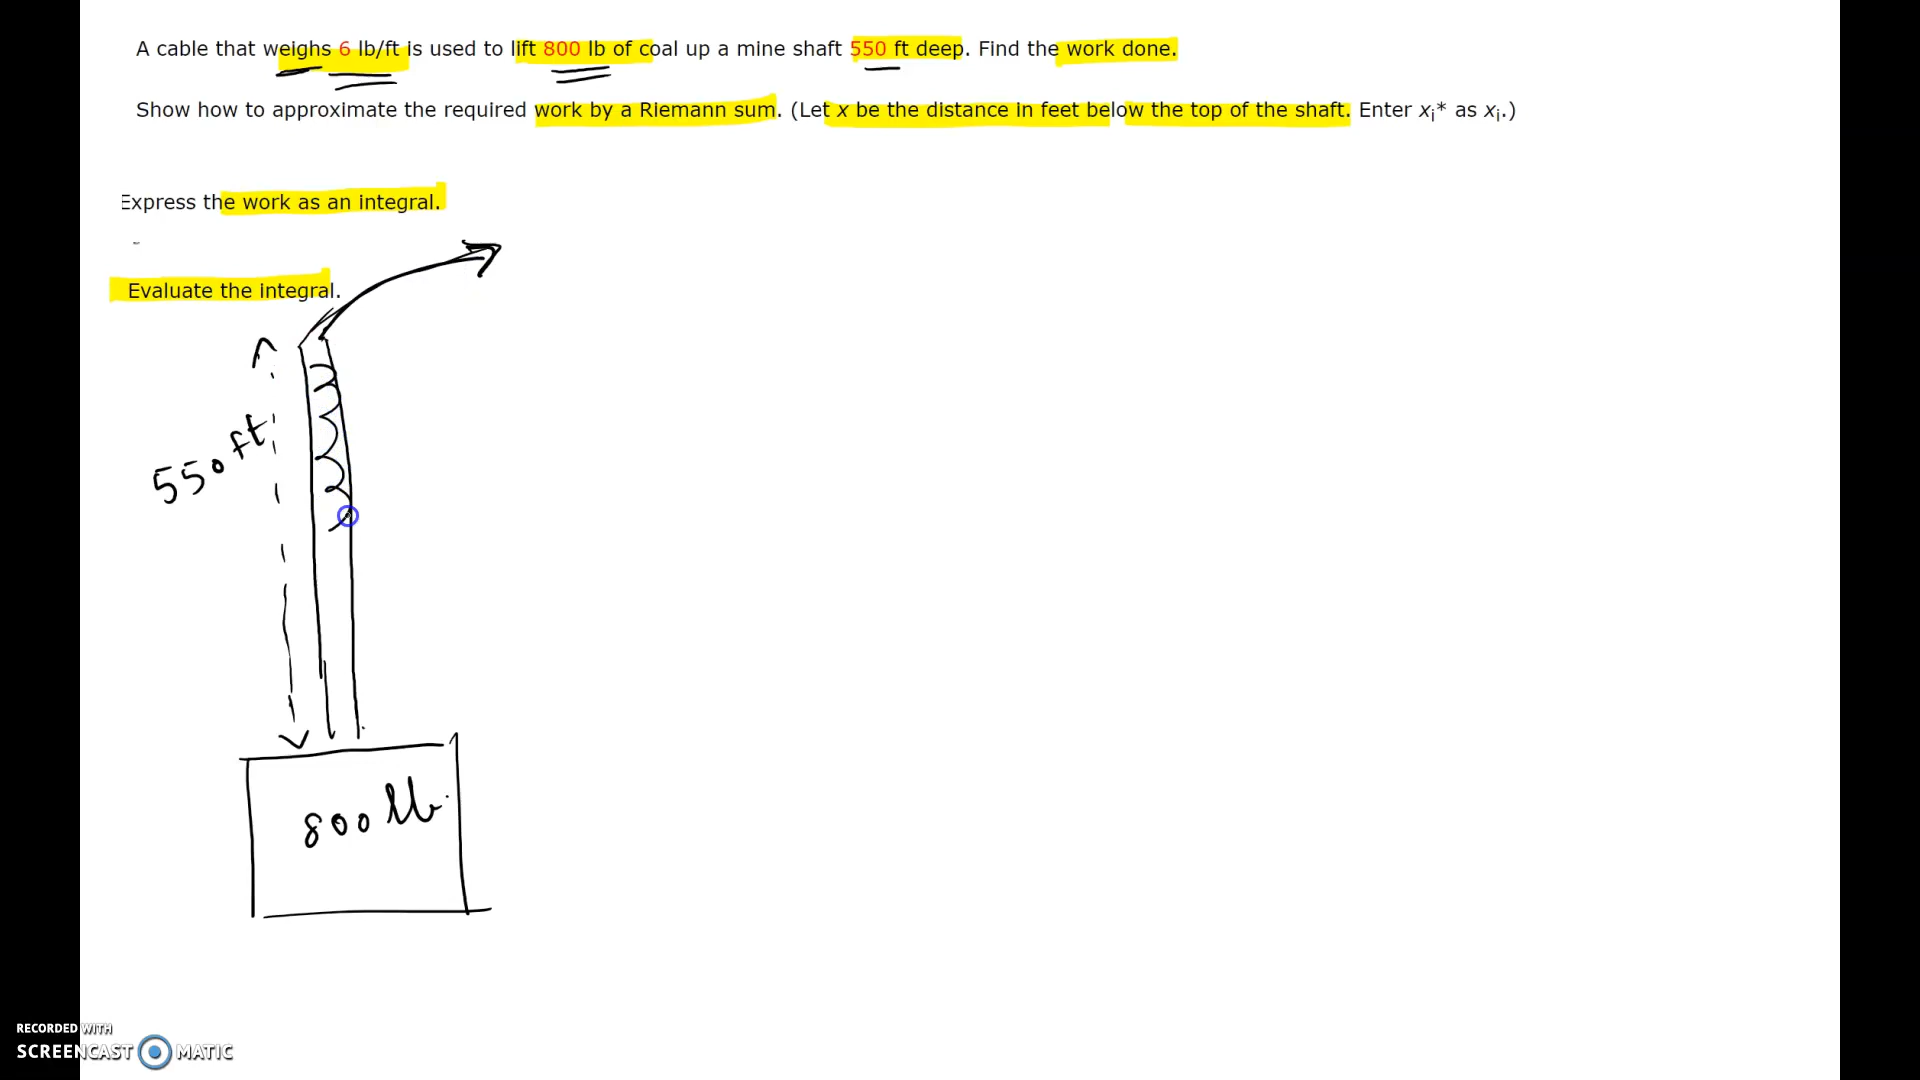 A cable that weighs 6 lb/ft is used to lift 800 lb of coal up a mine shaft 550 ft deep. Find the work done.
Show how to approximate the required work by a Riemann sum. (Let x be the distance in feet below the top of the shaft. Enter xᵢ* as xᵢ.)
Express the work as an integral.
Evaluate the integral.
550 ft
800 lb.
RECORDED WITH
SCREENCAST MATIC